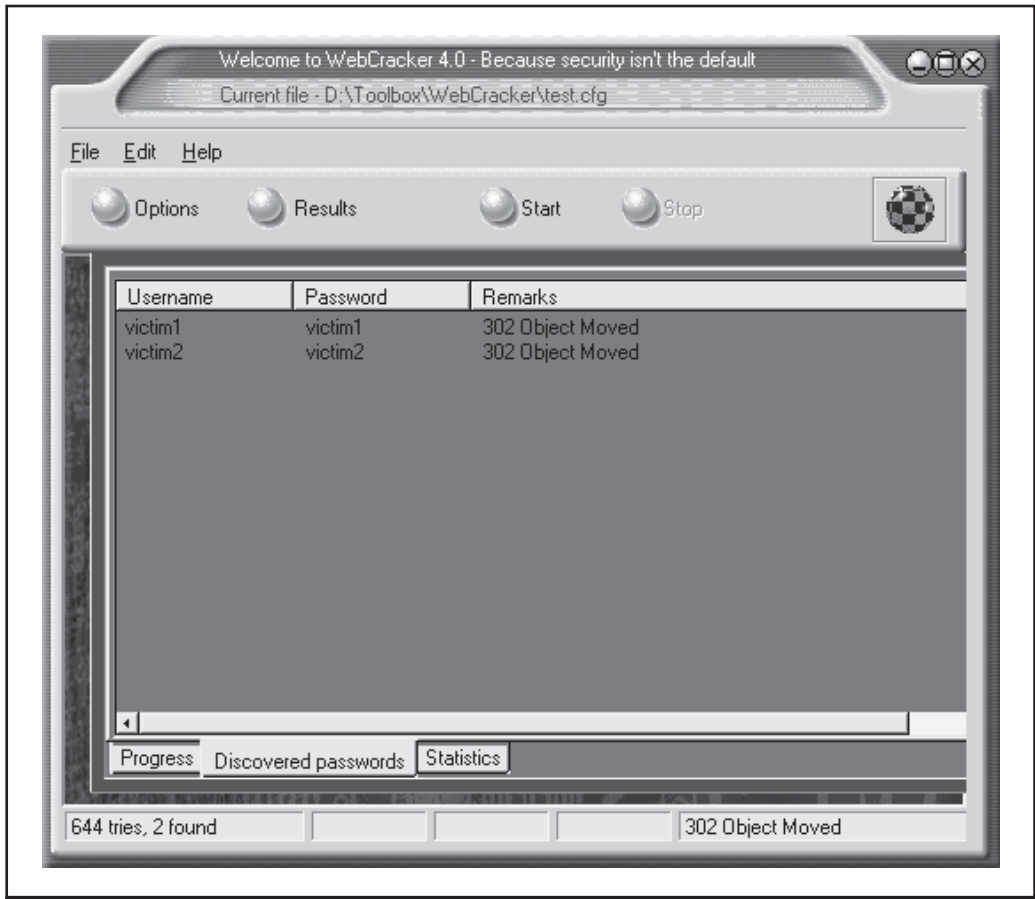 Welcome to WebCracker 4.0 - Because security isn't the default
Current file - D:\Toolbox\WebCracker\test.cfg
File Edit Help
Options Results Start Stop
Username Password Remarks
victim1 victim1 302 Object Moved
victim2 victim2 302 Object Moved
Progress Discovered passwords Statistics
644 tries, 2 found 302 Object Moved